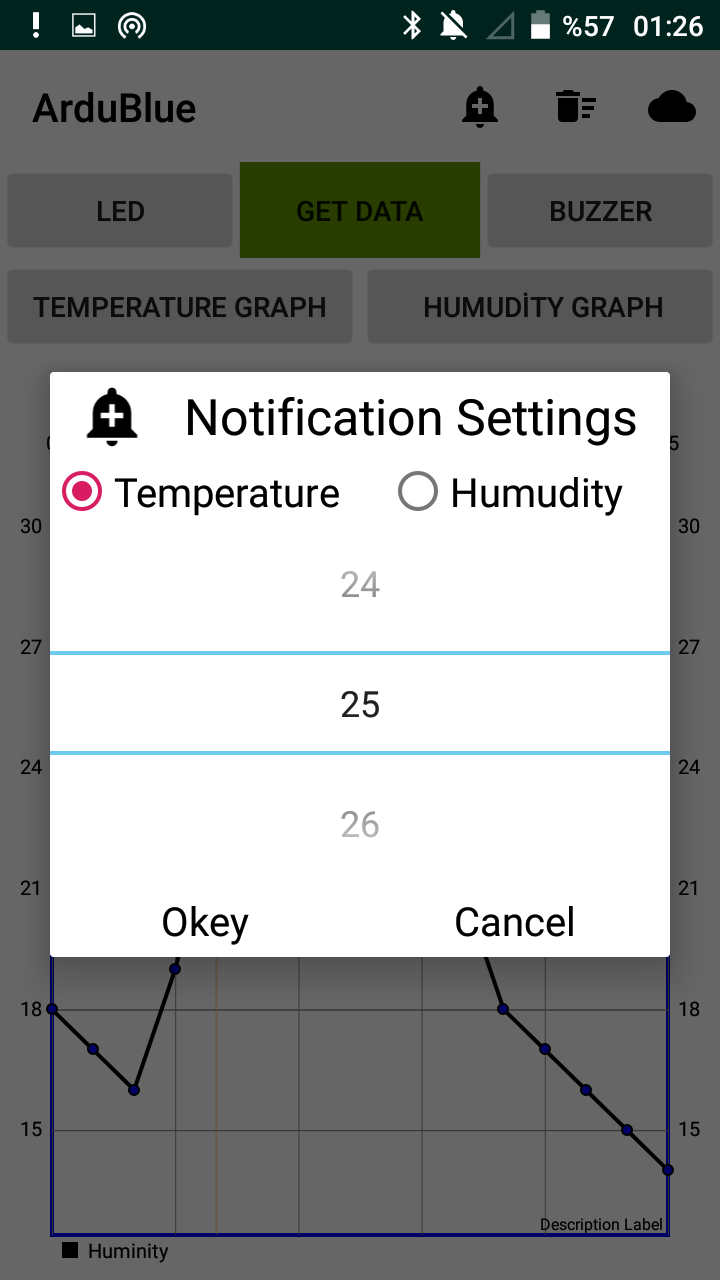 %57 01:26
ArduBlue
LED GET DATA BUZZER
TEMPERATURE GRAPH HUMUDİTY GRAPH
Notification Settings
Temperature Humudity
5
30 30
24
27 27
25
24 24
26
21 21
Okey Cancel
18 18
15 15
Description Label
Huminity